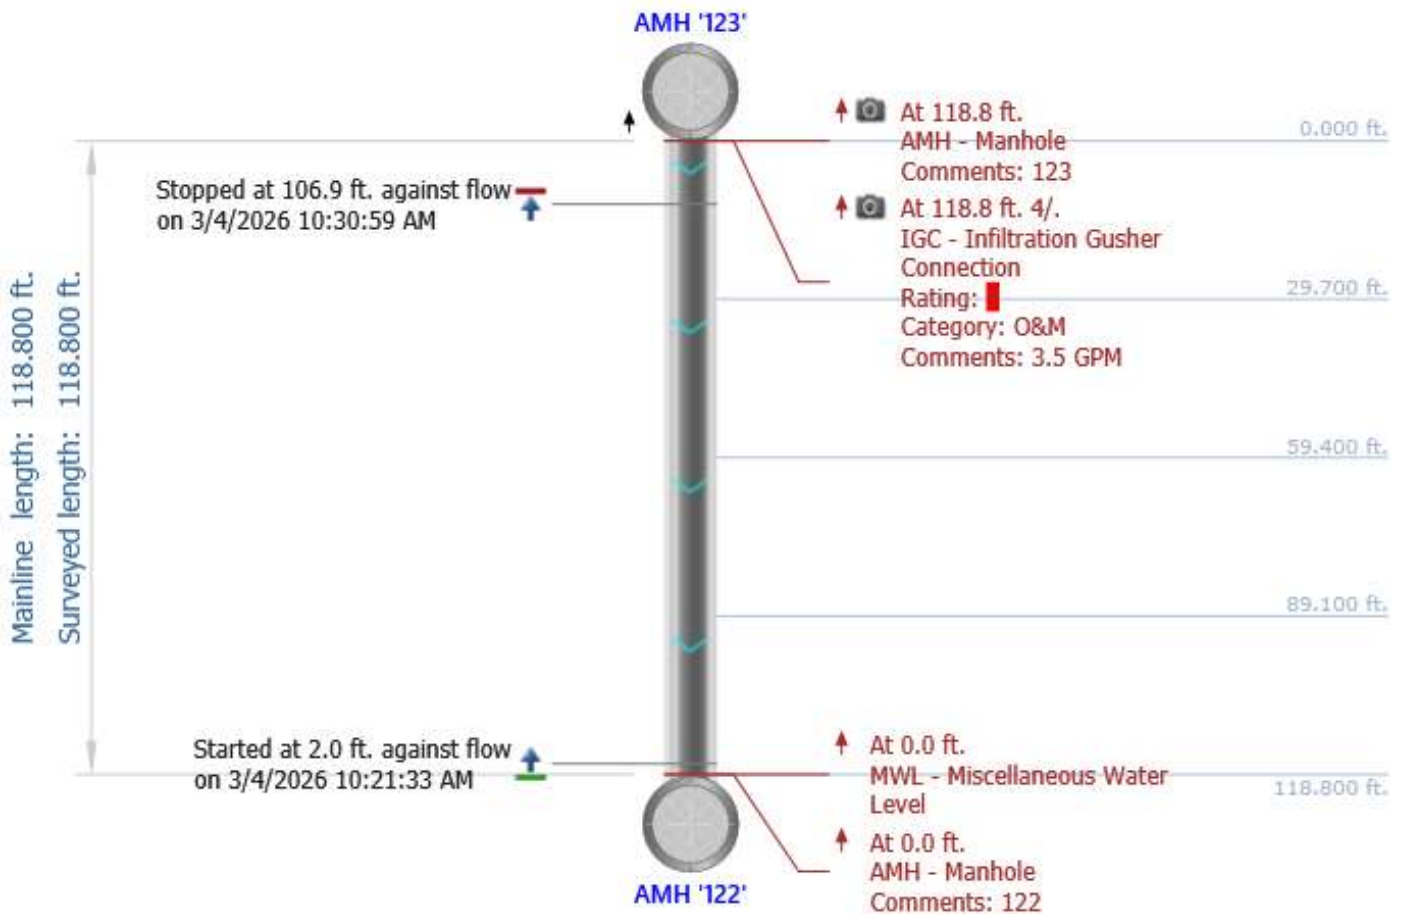 AMH '123'
At 118.8 ft.
AMH - Manhole
Comments: 123
0.000 ft.
Stopped at 106.9 ft. against flow
on 3/4/2026 10:30:59 AM
At 118.8 ft. 4/.
IGC - Infiltration Gusher
Connection
Rating:
Category: O&M
Comments: 3.5 GPM
29.700 ft.
Mainline length: 118.800 ft.
Surveyed length: 118.800 ft.
59.400 ft.
89.100 ft.
Started at 2.0 ft. against flow
on 3/4/2026 10:21:33 AM
At 0.0 ft.
MWL - Miscellaneous Water
Level
118.800 ft.
At 0.0 ft.
AMH - Manhole
Comments: 122
AMH '122'